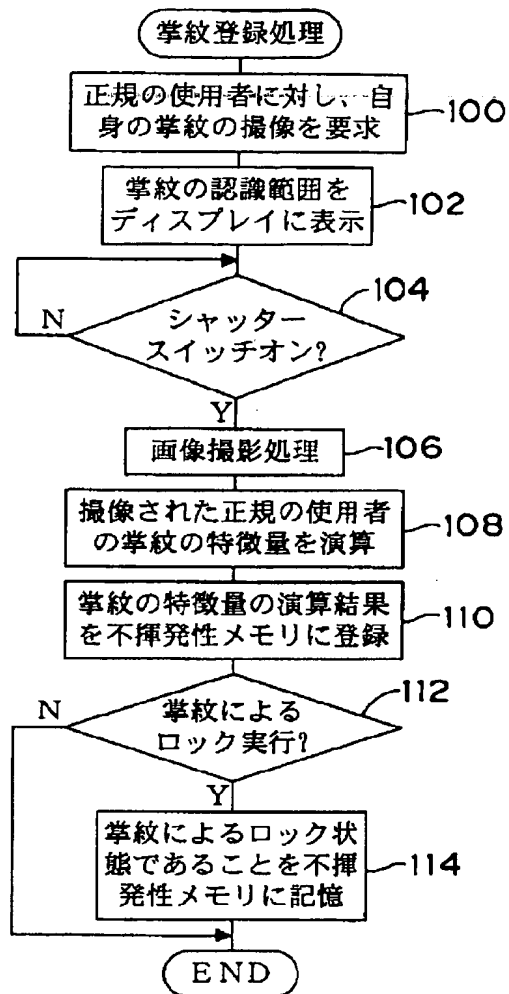 掌紋登録処理
正規の使用者に対し、自
身の掌紋の撮像を要求
100
掌紋の認識範囲を
ディスプレイに表示
102
シャッター
スイッチオン?
104
N
Y
画像撮影処理
106
撮像された正規の使用者
の掌紋の特徴量を演算
108
掌紋の特徴量の演算結果
を不揮発性メモリに登録
110
掌紋による
ロック実行?
112
N
Y
掌紋によるロック状
態であることを不揮
発性メモリに記憶
114
END